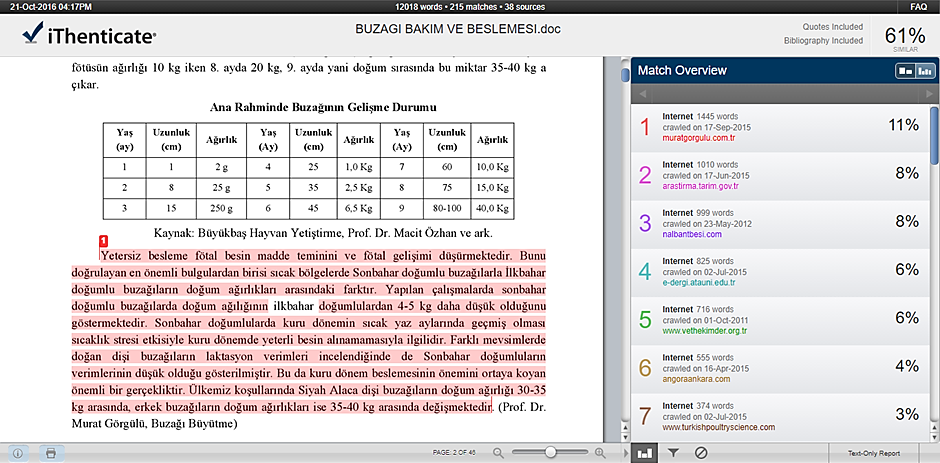 21-Oct-2016 04:17PM 12018 words • 215 matches • 38 sources FAQ
iThenticate®
BUZAGI BAKIM VE BESLEMESI.doc
Quotes Included
Bibliography Included
61%
SIMILAR
fötüsün ağırlığı 10 kg iken 8. ayda 20 kg, 9. ayda yani doğum sırasında bu miktar 35-40 kg a
çıkar.
Ana Rahminde Buzağının Gelişme Durumu
Yaş (ay) Uzunluk (cm) Ağırlık Yaş (Ay) Uzunluk (cm) Ağırlık Yaş (Ay) Uzunluk (cm) Ağırlık
1 1 2 g 4 25 1,0 Kg 7 60 10,0 Kg
2 8 25 g 5 35 2,5 Kg 8 75 15,0 Kg
3 15 250 g 6 45 6,5 Kg 9 80-100 40,0 Kg
Kaynak: Büyükbaş Hayvan Yetiştirme, Prof. Dr. Macit Özhan ve ark.
1
Yetersiz besleme fötal besin madde teminini ve fötal gelişimi düşürmektedir. Bunu
doğrulayan en önemli bulgulardan birisi sıcak bölgelerde Sonbahar doğumlu buzağılarla İlkbahar
doğumlu buzağıların doğum ağırlıkları arasındaki farktır. Yapılan çalışmalarda sonbahar
doğumlu buzağılarda doğum ağılığının ilkbahar doğumlulardan 4-5 kg daha düşük olduğunu
göstermektedir. Sonbahar doğumlularda kuru dönemin sıcak yaz aylarında geçmiş olması
sıcaklık stresi etkisiyle kuru dönemde yeterli besin alınamamasıyla ilgilidir. Farklı mevsimlerde
doğan dişi buzağıların laktasyon verimleri incelendiğinde de Sonbahar doğumluların
verimlerinin düşük olduğu gösterilmiştir. Bu da kuru dönem beslemesinin önemini ortaya koyan
önemli bir gerçekliktir. Ülkemiz koşullarında Siyah Alaca dişi buzağıların doğum ağırlığı 30-35
kg arasında, erkek buzağıların doğum ağırlıkları ise 35-40 kg arasında değişmektedir. (Prof. Dr.
Murat Görgülü, Buzağı Büyütme)
PAGE: 2 OF 45
Match Overview
1 Internet 1445 words 11%
crawled on 17-Sep-2015
muratgorgulu.com.tr
2 Internet 1010 words 8%
crawled on 17-Jun-2015
arastirma.tarim.gov.tr
3 Internet 999 words 8%
crawled on 23-May-2012
nalbantbesi.com
4 Internet 825 words 6%
crawled on 02-Jul-2015
e-dergi.atauni.edu.tr
5 Internet 716 words 6%
crawled on 01-Oct-2011
www.vethekimder.org.tr
6 Internet 555 words 4%
crawled on 16-Apr-2015
angoraankara.com
7 Internet 374 words 3%
crawled on 02-Jul-2015
www.turkishpoultryscience.com
Text-Only Report